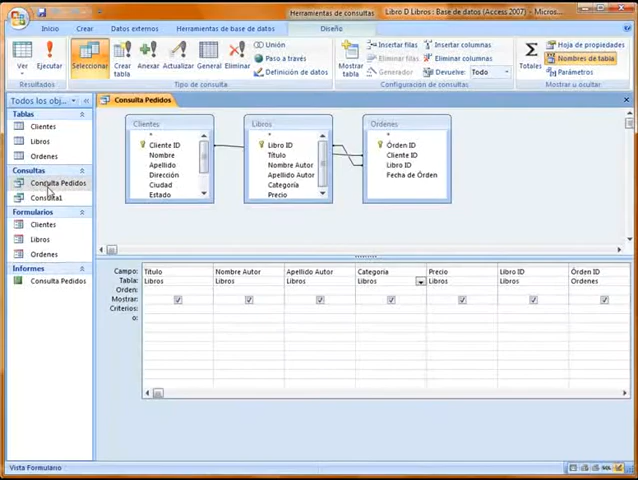 Herramientas de consultas
Libro D Libros : Base de datos (Access 2007) - Micros...
Inicio
Crear
Datos externos
Herramientas de base de datos
Diseño
Ver
Ejecutar
Seleccionar
Crear tabla
Anexar
Actualizar
General
Eliminar
Unión
Paso a través
Definición de datos
Mostrar tabla
Insertar filas
Eliminar filas
Generador
Insertar columnas
Eliminar columnas
Devuelve: Todo
Totales
Hoja de propiedades
Nombres de tabla
Parámetros
Resultados
Tipo de consulta
Configuración de consultas
Mostrar u ocultar
Todos los obj...
Tablas
Clientes
Libros
Ordenes
Consultas
Consulta Pedidos
Consulta1
Formularios
Clientes
Libros
Ordenes
Informes
Consulta Pedidos
Consulta Pedidos
Clientes
*
Cliente ID
Nombre
Apellido
Dirección
Ciudad
Estado
Libros
*
Libro ID
Título
Nombre Autor
Apellido Autor
Categoría
Precio
Ordenes
*
Órden ID
Cliente ID
Libro ID
Fecha de Órden
Campo: Título Nombre Autor Apellido Autor Categoría Precio Libro ID Órden ID
Tabla: Libros Libros Libros Libros Libros Libros Ordenes
Orden:
Mostrar:
Criterios:
o:
Vista Formulario
SQL